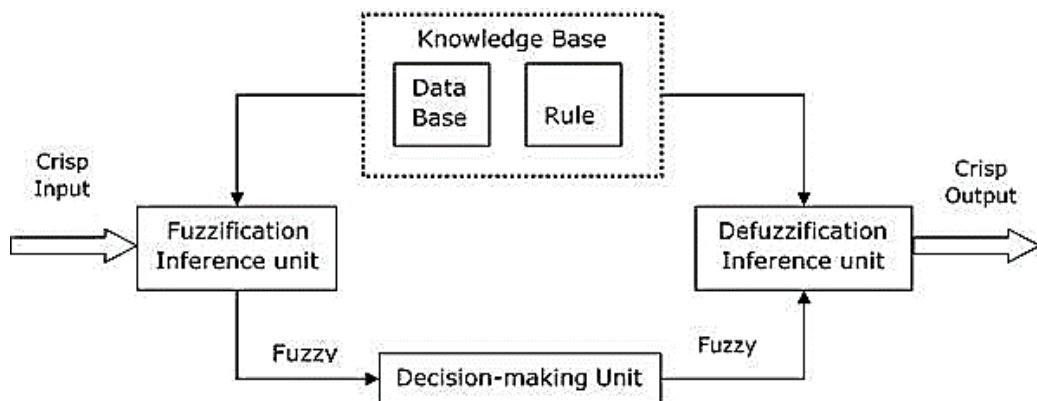 Knowledge Base
Data
Base
Rule
Crisp
Input
Crisp
Output
Fuzzification
Inference unit
Defuzzification
Inference unit
Fuzzy
Fuzzy
Decision-making Unit